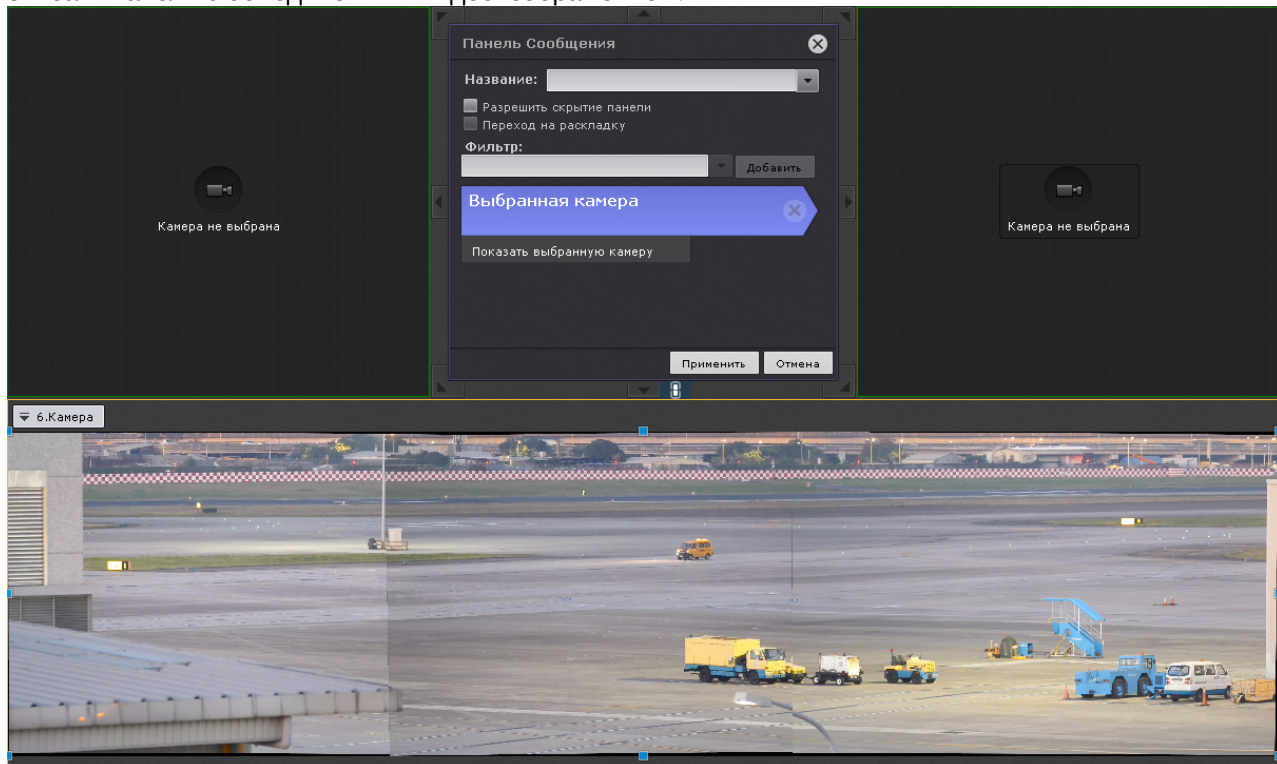 Панель Сообщения
Название:
Разрешить скрытие панели
Переход на раскладку
Фильтр:
Добавить
Выбранная камера
Показать выбранную камеру
Камера не выбрана
Камера не выбрана
Применить Отмена
6.Камера